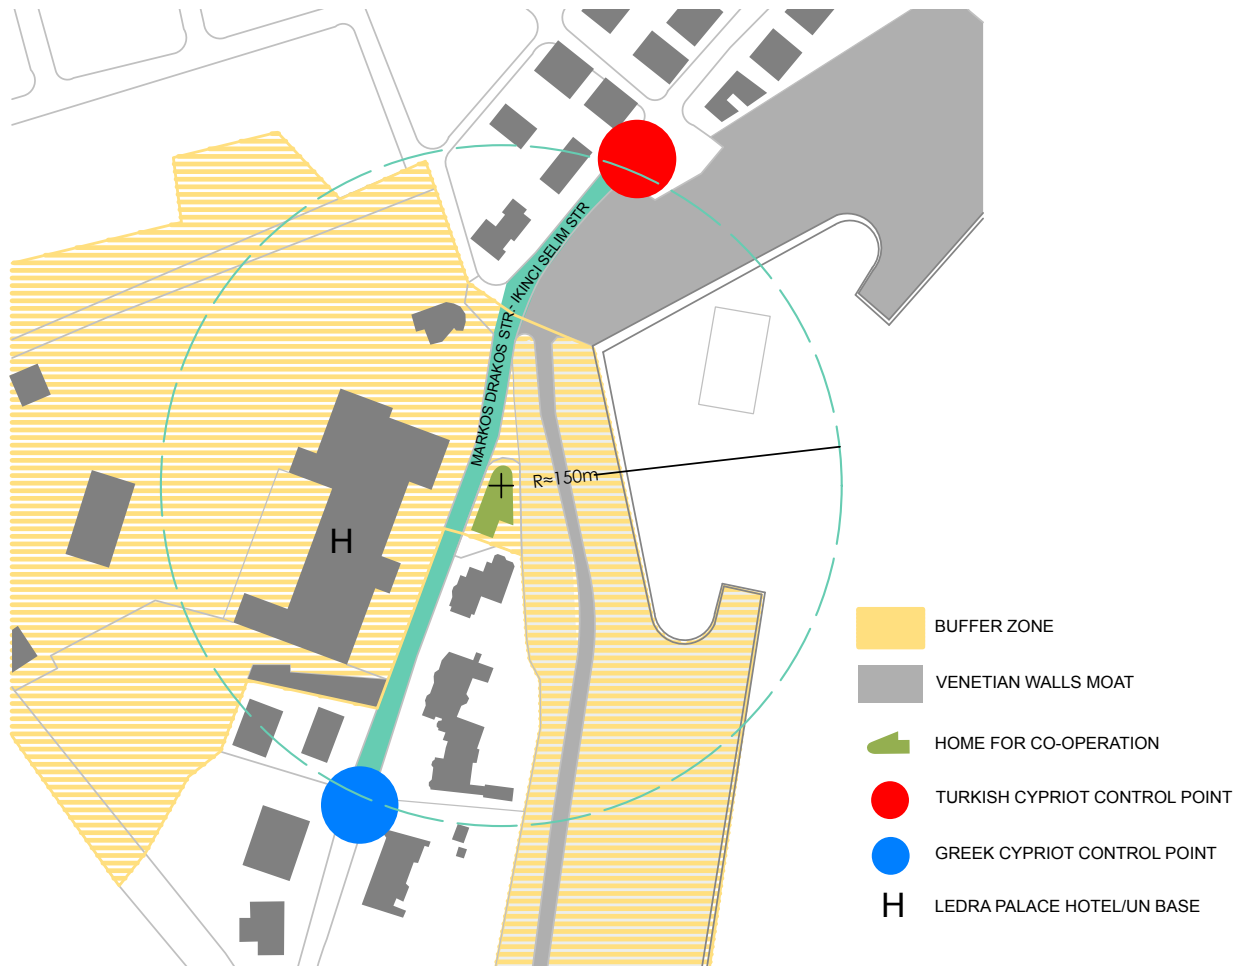 MARKOS DRAKOS STR - IKINCI SELIM STR
H
R≈150m
BUFFER ZONE
VENETIAN WALLS MOAT
HOME FOR CO-OPERATION
TURKISH CYPRIOT CONTROL POINT
GREEK CYPRIOT CONTROL POINT
H LEDRA PALACE HOTEL/UN BASE